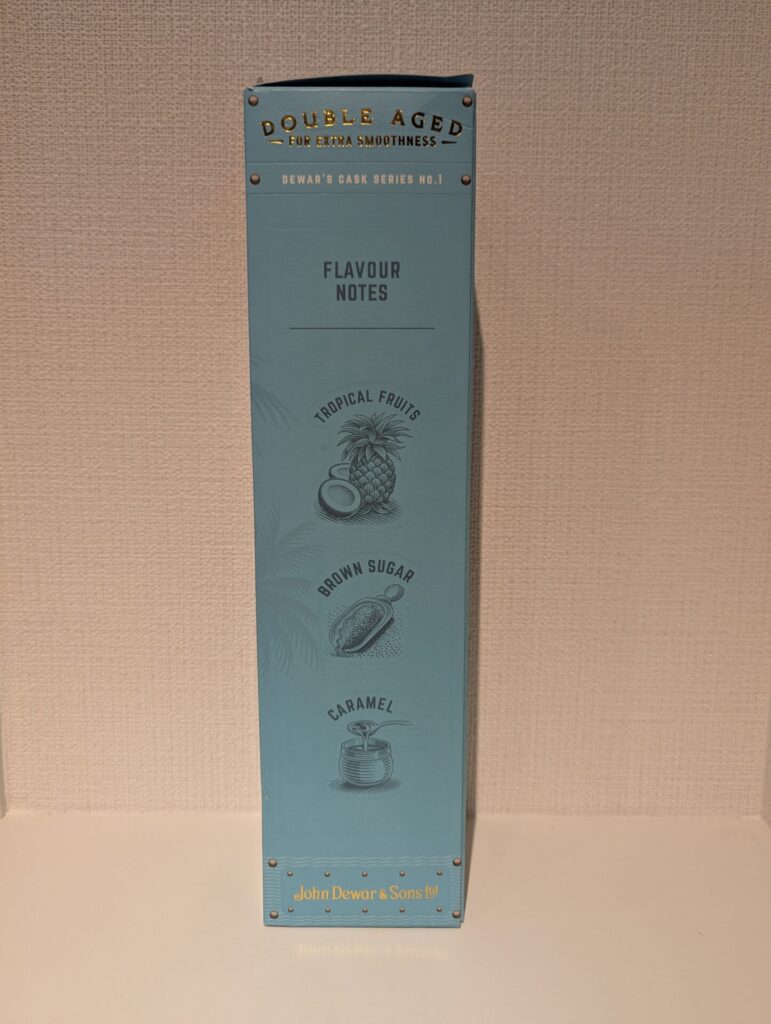 DOUBLE AGED
FOR EXTRA SMOOTHNESS
DEWAR'S CASK SERIES NO.1
FLAVOUR
NOTES
TROPICAL FRUITS
BROWN SUGAR
CARAMEL
John Dewar & Sons Ltd